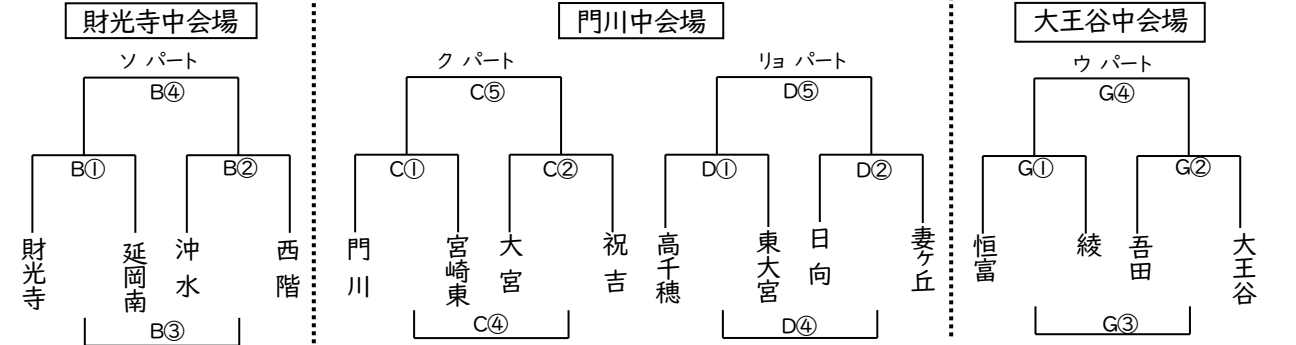 財光寺中会場
門川中会場
大王谷中会場
ソ パート
ク パート
リョ パート
ウ パート
B④
C⑤
D⑤
G④
B①
B②
C①
C②
D①
D②
G①
G②
財光寺
延岡南
沖水
西階
門川
宮崎東
大宮
祝吉
高千穂
東大宮
日向
妻ヶ丘
恒富
綾
吾田
大王谷
B③
C④
D④
G③